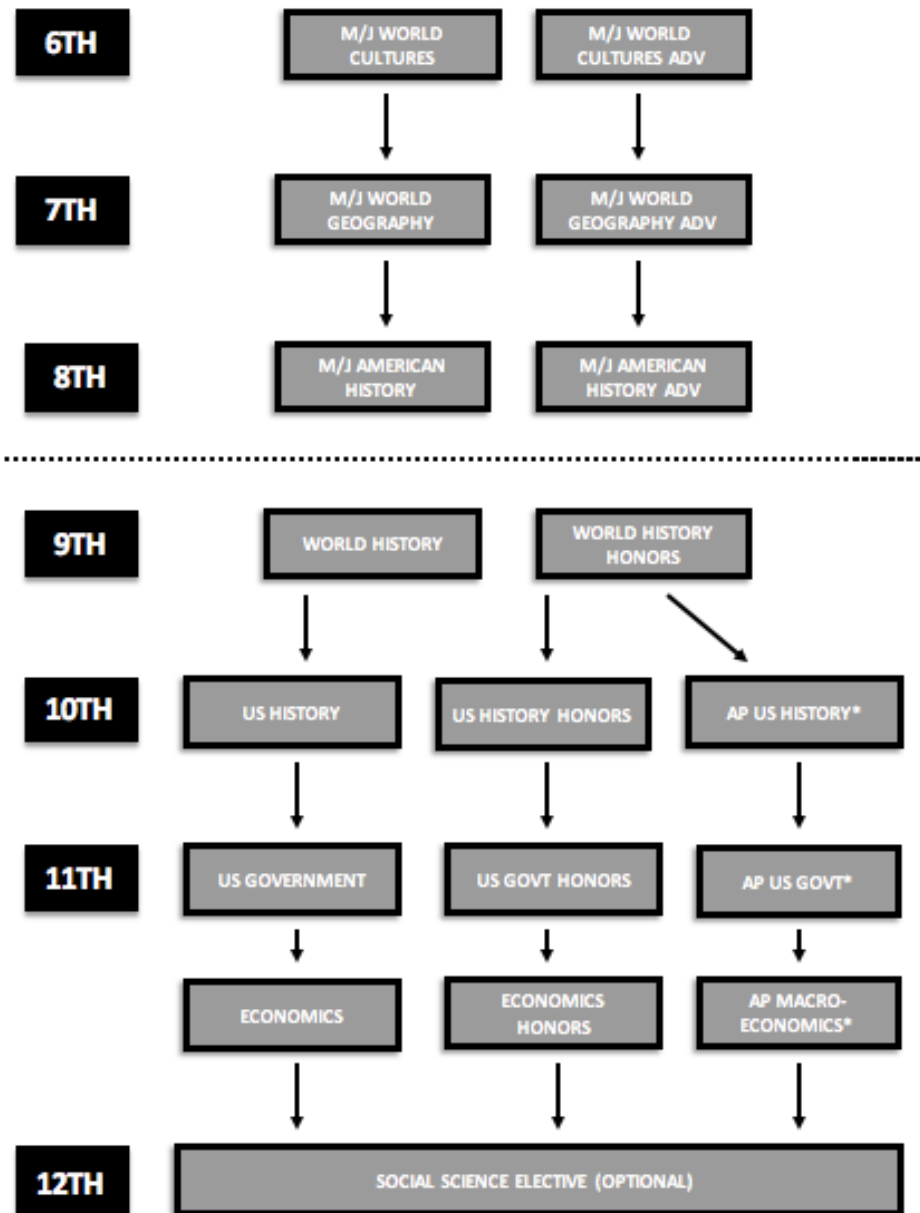 6TH
M/J WORLD
CULTURES
M/J WORLD
CULTURES ADV
7TH
M/J WORLD
GEOGRAPHY
M/J WORLD
GEOGRAPHY ADV
8TH
M/J AMERICAN
HISTORY
M/J AMERICAN
HISTORY ADV
9TH
WORLD HISTORY
WORLD HISTORY
HONORS
10TH
US HISTORY
US HISTORY HONORS
AP US HISTORY*
11TH
US GOVERNMENT
US GOVT HONORS
AP US GOVT*
ECONOMICS
ECONOMICS
HONORS
AP MACRO-
ECONOMICS*
12TH
SOCIAL SCIENCE ELECTIVE (OPTIONAL)